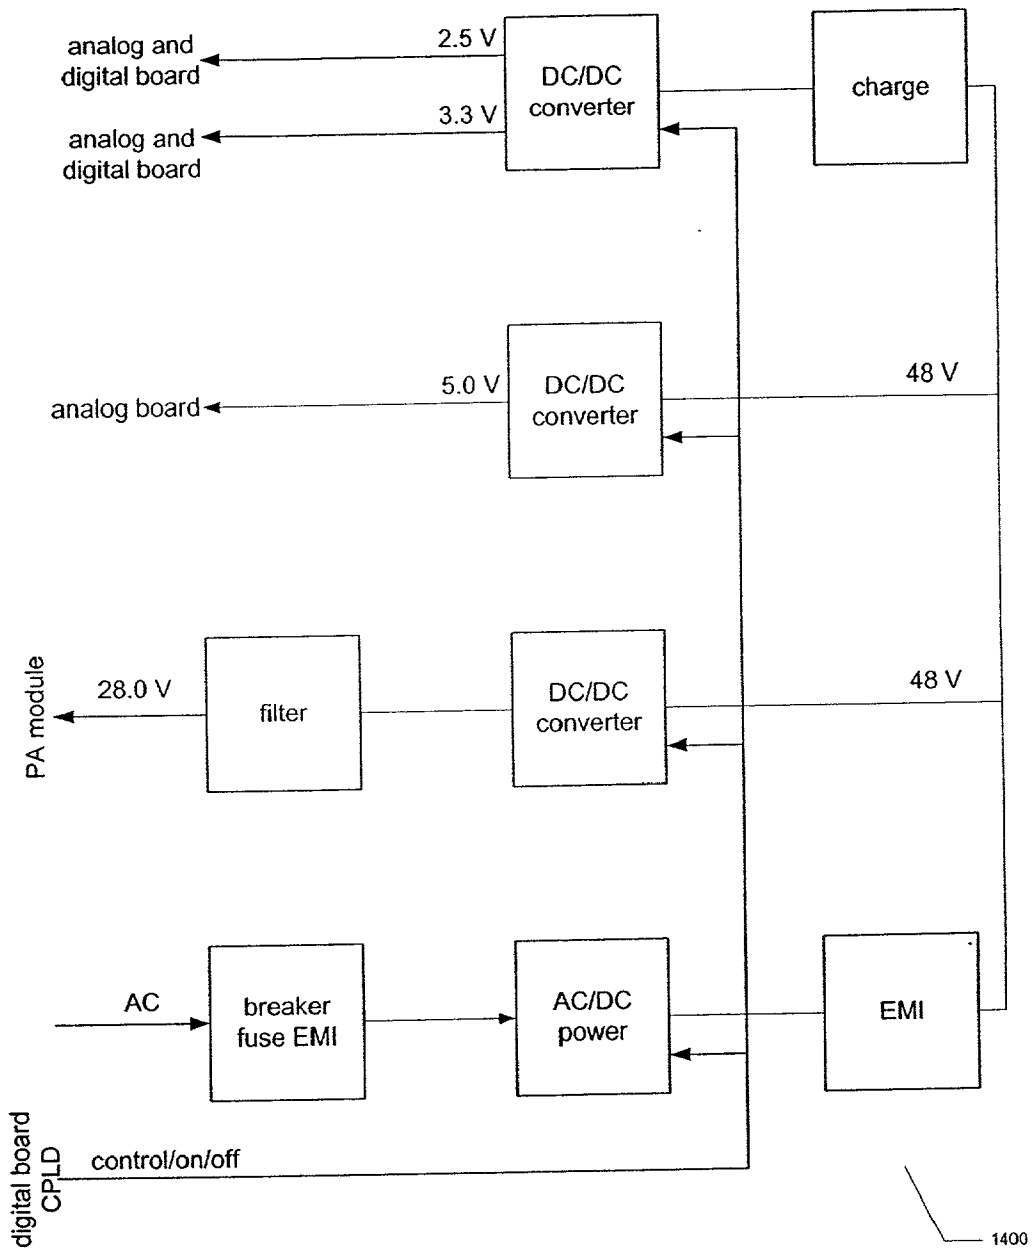 analog and
digital board
2.5 V
DC/DC
converter
charge
3.3 V
analog and
digital board
analog board
5.0 V
DC/DC
converter
48 V
PA module
28.0 V
filter
DC/DC
converter
48 V
AC
breaker
fuse EMI
AC/DC
power
EMI
digital board
CPLD
control/on/off
1400